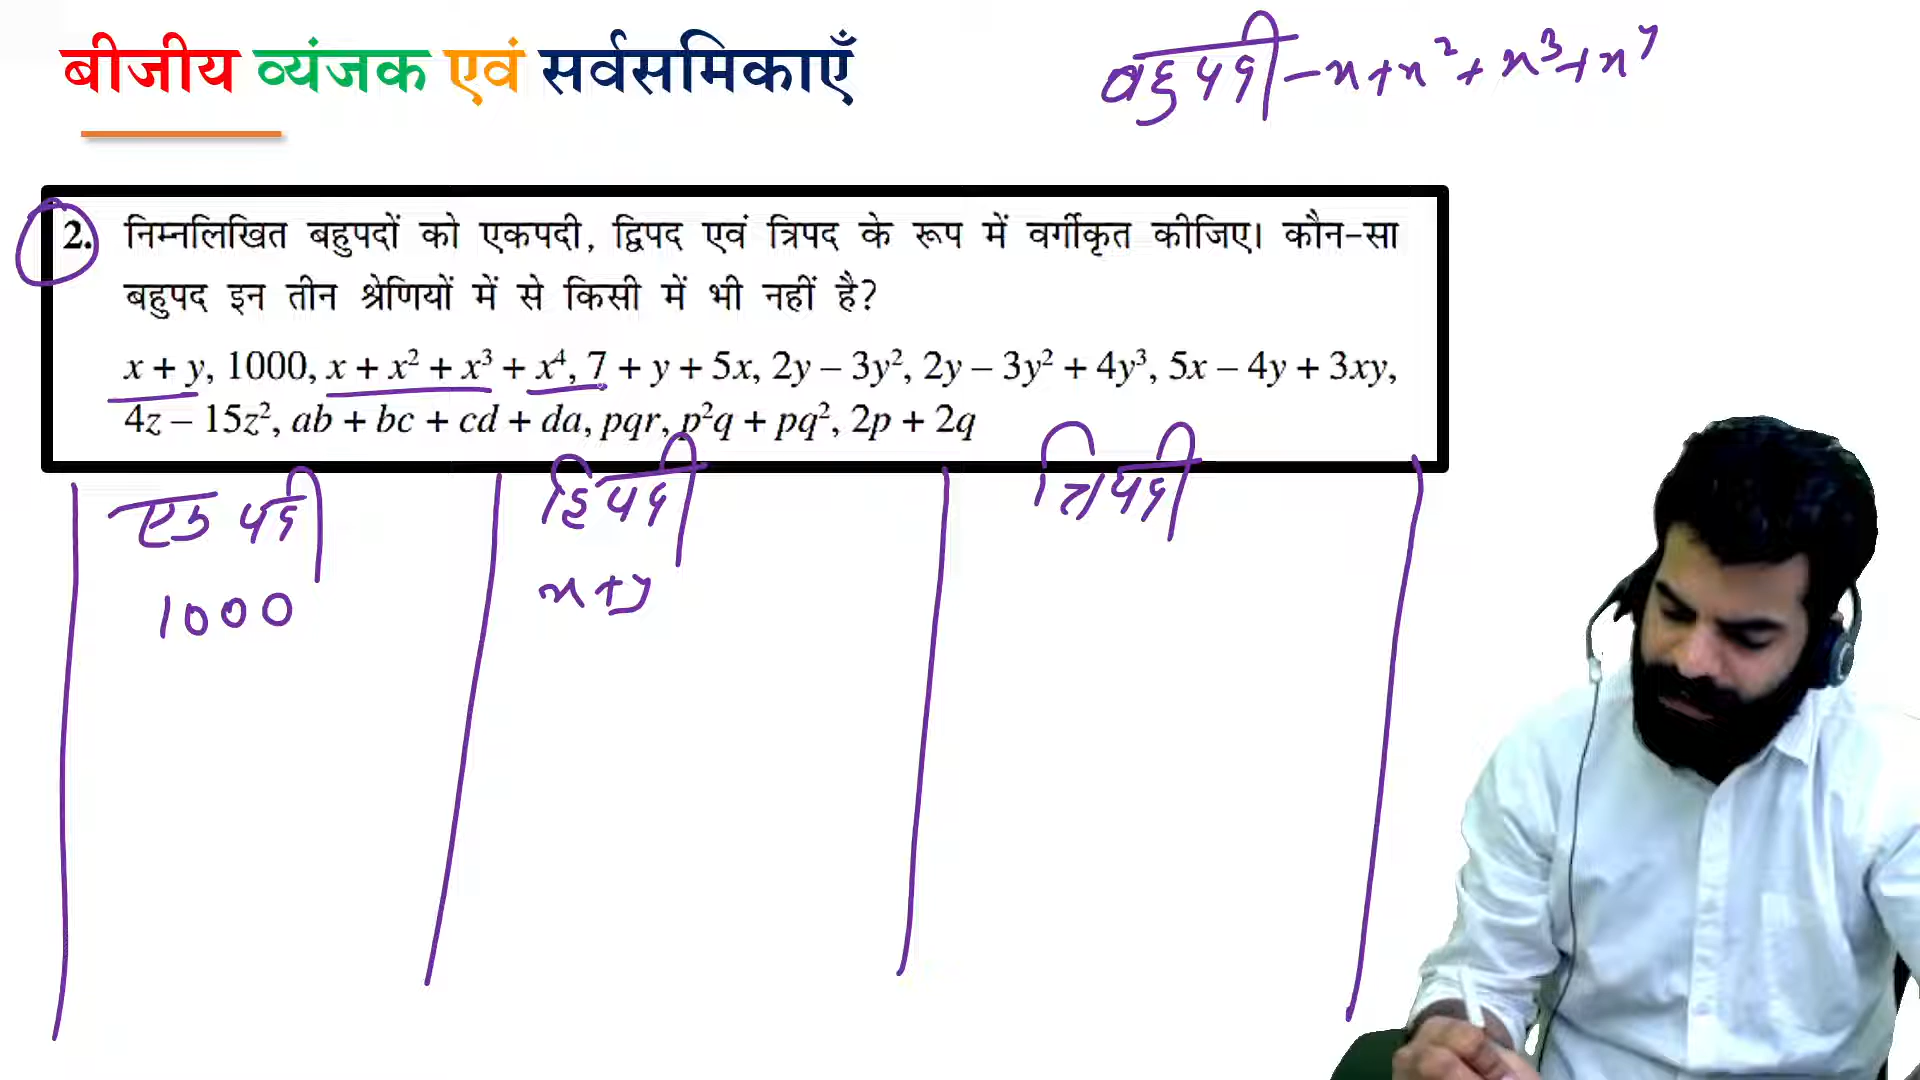 बीजीय व्यंजक एवं सर्वसमिकाएँ
बहुपदी – x + x² + x³ + x⁴
2. निम्नलिखित बहुपदों को एकपदी, द्विपद एवं त्रिपद के रूप में वर्गीकृत कीजिए। कौन-सा
बहुपद इन तीन श्रेणियों में से किसी में भी नहीं है?
x + y, 1000, x + x² + x³ + x⁴, 7 + y + 5x, 2y – 3y², 2y – 3y² + 4y³, 5x – 4y + 3xy,
4z – 15z², ab + bc + cd + da, pqr, p²q + pq², 2p + 2q
एकपदी द्विपदी त्रिपदी
1000 x+y